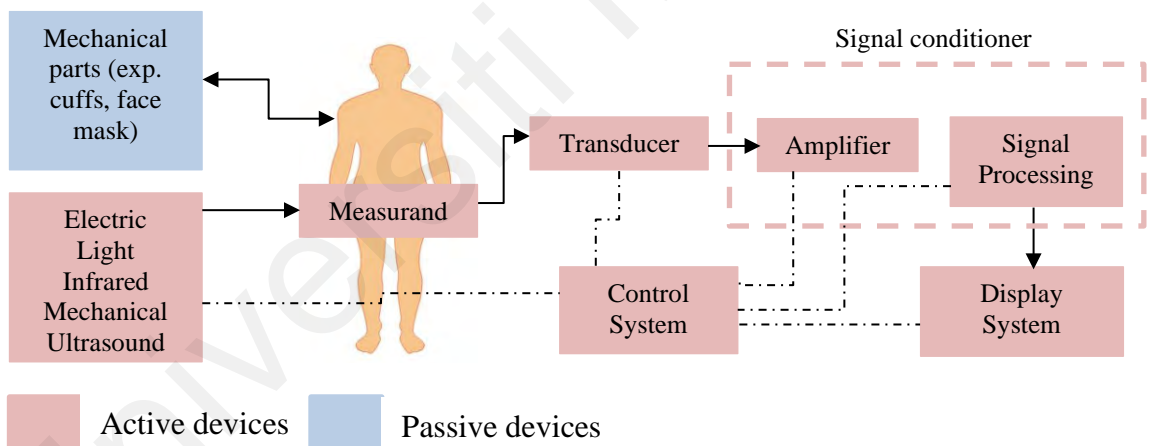 Mechanical
parts (exp.
cuffs, face
mask)
Electric
Light
Infrared
Mechanical
Ultrasound
Measurand
Transducer
Signal conditioner
Amplifier
Signal
Processing
Control
System
Display
System
Active devices
Passive devices